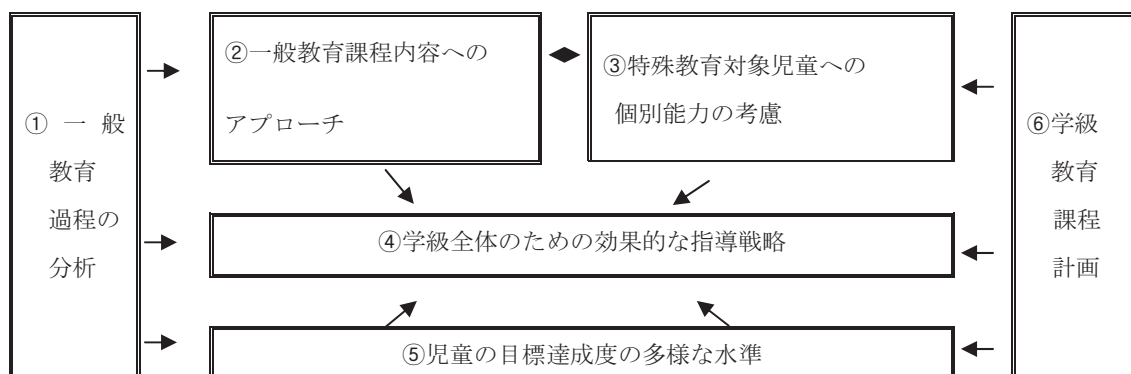 ①一般
教育
過程の
分析
②一般教育課程内容への
アプローチ
③特殊教育対象児童への
個別能力の考慮
④学級全体のための効果的な指導戦略
⑤児童の目標達成度の多様な水準
⑥学級
教育
課程
計画